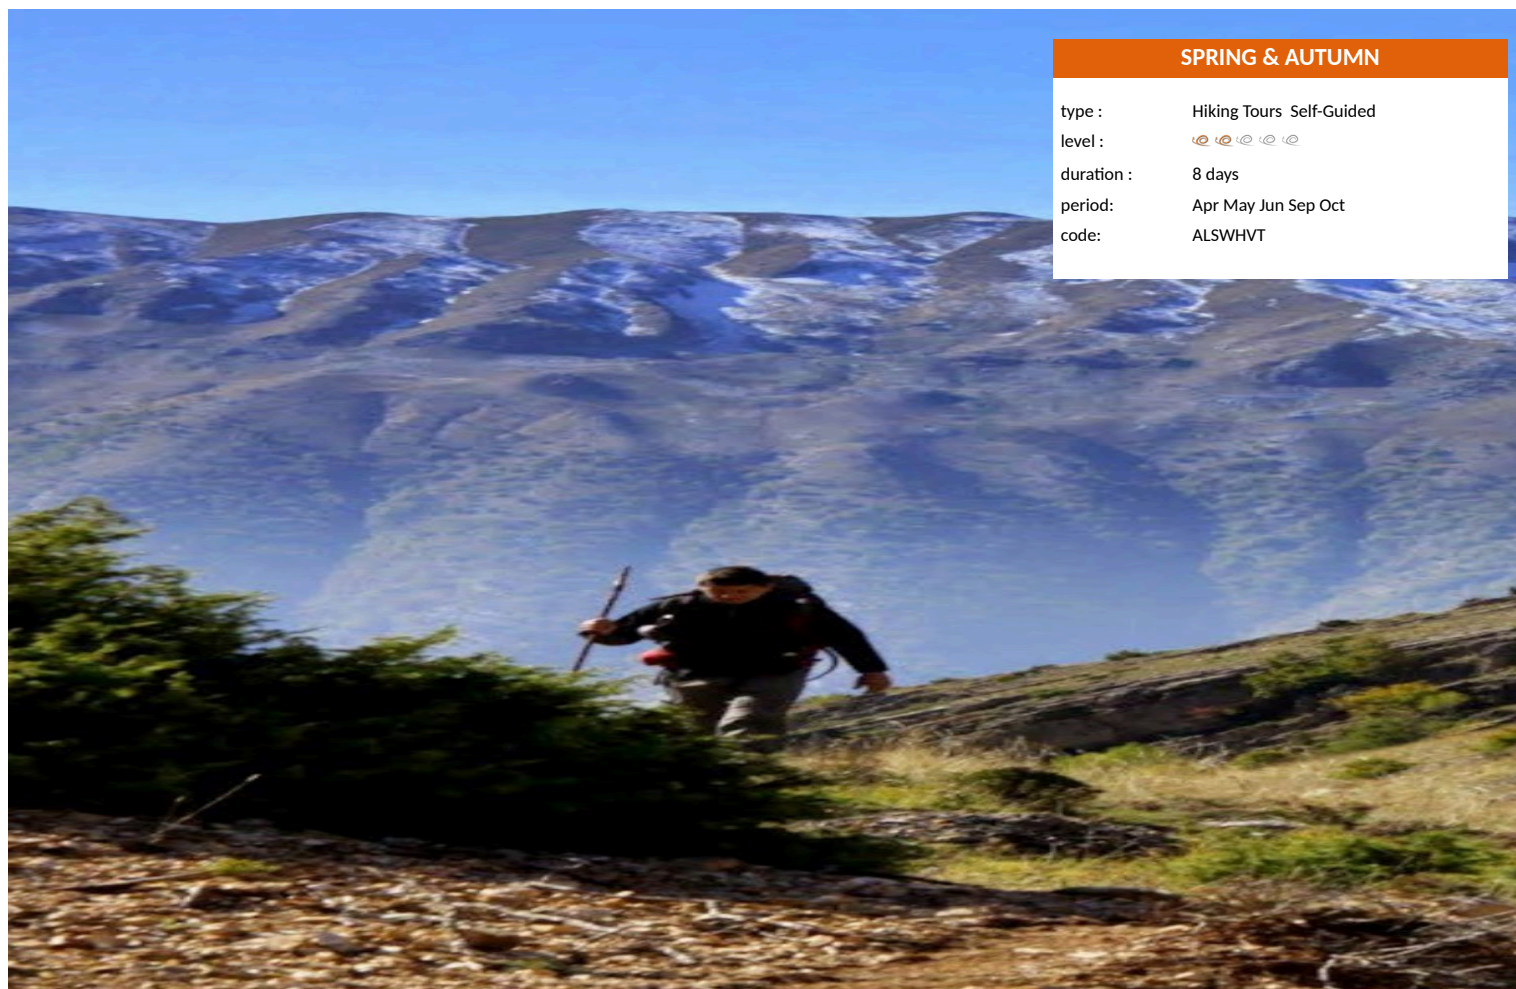 SPRING & AUTUMN
type : Hiking Tours  Self-Guided
level :
duration : 8 days
period: Apr May Jun Sep Oct
code: ALSWHVT